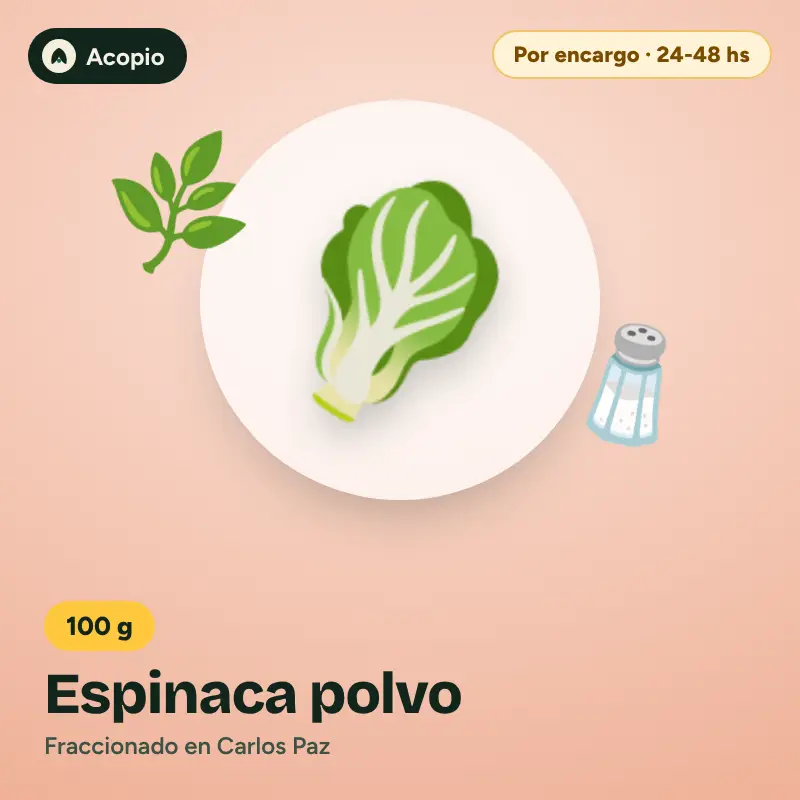 Acopio
Por encargo · 24-48 hs
100 g
Espinaca polvo
Fraccionado en Carlos Paz